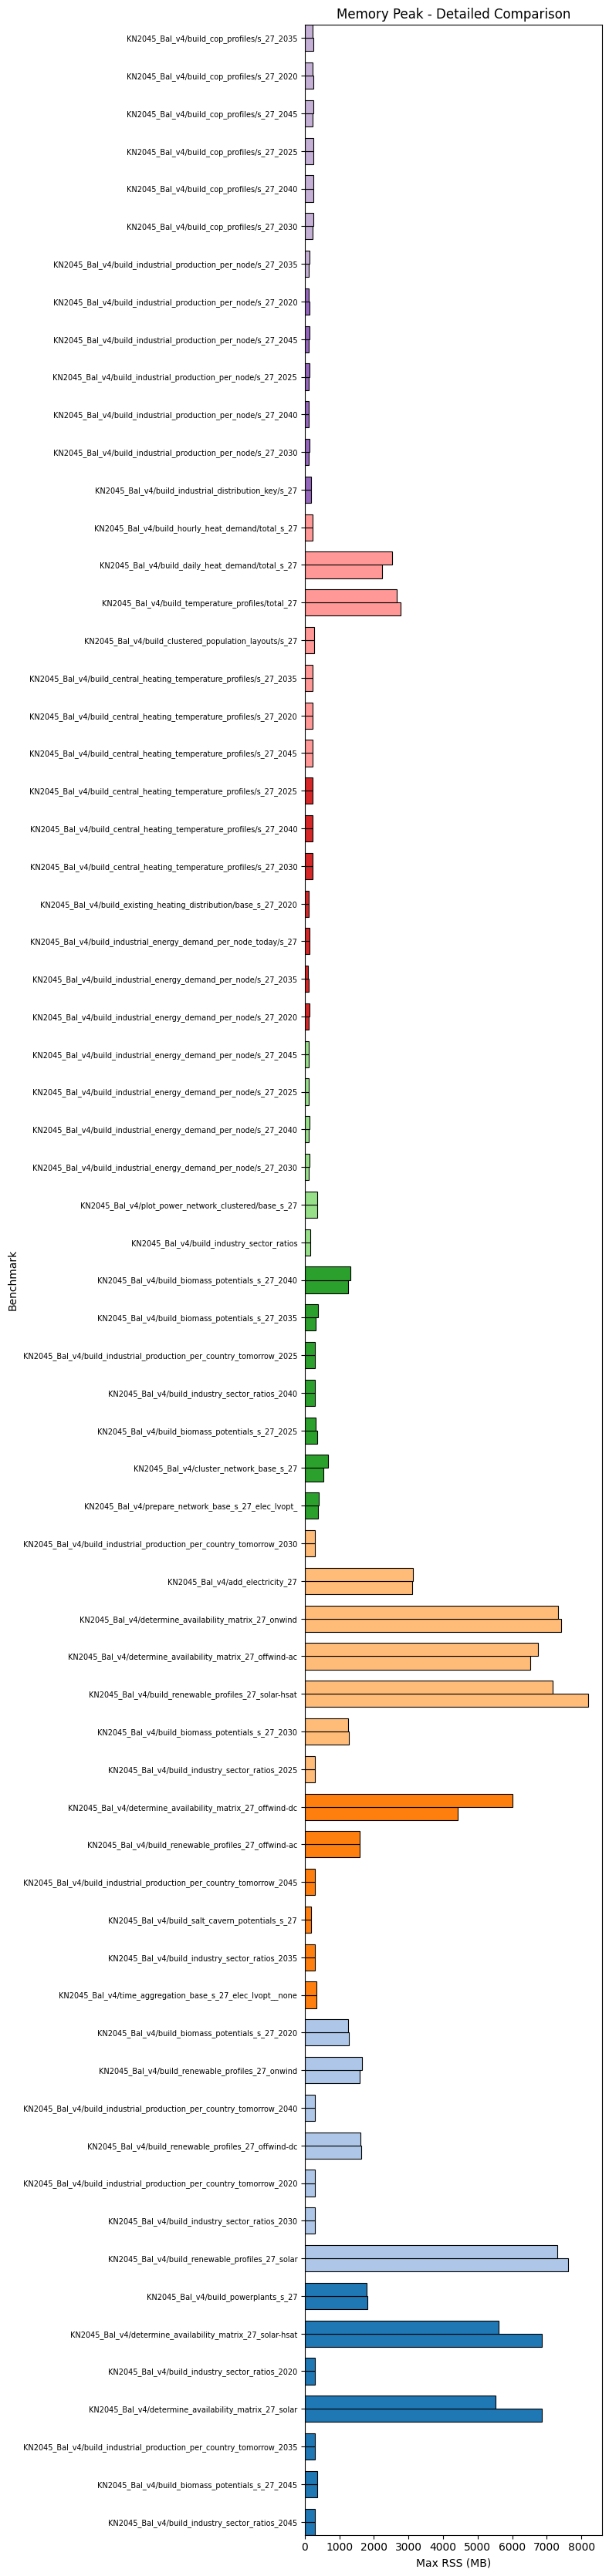 Memory Peak - Detailed Comparison
KN2045_Bal_v4/build_cop_profiles/s_27_2035
KN2045_Bal_v4/build_cop_profiles/s_27_2020
KN2045_Bal_v4/build_cop_profiles/s_27_2045
KN2045_Bal_v4/build_cop_profiles/s_27_2025
KN2045_Bal_v4/build_cop_profiles/s_27_2040
KN2045_Bal_v4/build_cop_profiles/s_27_2030
KN2045_Bal_v4/build_industrial_production_per_node/s_27_2035
KN2045_Bal_v4/build_industrial_production_per_node/s_27_2020
KN2045_Bal_v4/build_industrial_production_per_node/s_27_2045
KN2045_Bal_v4/build_industrial_production_per_node/s_27_2025
KN2045_Bal_v4/build_industrial_production_per_node/s_27_2040
KN2045_Bal_v4/build_industrial_production_per_node/s_27_2030
KN2045_Bal_v4/build_industrial_distribution_key/s_27
KN2045_Bal_v4/build_hourly_heat_demand/total_s_27
KN2045_Bal_v4/build_daily_heat_demand/total_s_27
KN2045_Bal_v4/build_temperature_profiles/total_27
KN2045_Bal_v4/build_clustered_population_layouts/s_27
KN2045_Bal_v4/build_central_heating_temperature_profiles/s_27_2035
KN2045_Bal_v4/build_central_heating_temperature_profiles/s_27_2020
KN2045_Bal_v4/build_central_heating_temperature_profiles/s_27_2045
KN2045_Bal_v4/build_central_heating_temperature_profiles/s_27_2025
KN2045_Bal_v4/build_central_heating_temperature_profiles/s_27_2040
KN2045_Bal_v4/build_central_heating_temperature_profiles/s_27_2030
KN2045_Bal_v4/build_existing_heating_distribution/base_s_27_2020
KN2045_Bal_v4/build_industrial_energy_demand_per_node_today/s_27
KN2045_Bal_v4/build_industrial_energy_demand_per_node/s_27_2035
KN2045_Bal_v4/build_industrial_energy_demand_per_node/s_27_2020
KN2045_Bal_v4/build_industrial_energy_demand_per_node/s_27_2045
KN2045_Bal_v4/build_industrial_energy_demand_per_node/s_27_2025
KN2045_Bal_v4/build_industrial_energy_demand_per_node/s_27_2040
KN2045_Bal_v4/build_industrial_energy_demand_per_node/s_27_2030
KN2045_Bal_v4/plot_power_network_clustered/base_s_27
KN2045_Bal_v4/build_industry_sector_ratios
KN2045_Bal_v4/build_biomass_potentials_s_27_2040
KN2045_Bal_v4/build_biomass_potentials_s_27_2035
KN2045_Bal_v4/build_industrial_production_per_country_tomorrow_2025
KN2045_Bal_v4/build_industry_sector_ratios_2040
KN2045_Bal_v4/build_biomass_potentials_s_27_2025
KN2045_Bal_v4/cluster_network_base_s_27
KN2045_Bal_v4/prepare_network_base_s_27_elec_lvopt_
KN2045_Bal_v4/build_industrial_production_per_country_tomorrow_2030
KN2045_Bal_v4/add_electricity_27
KN2045_Bal_v4/determine_availability_matrix_27_onwind
KN2045_Bal_v4/determine_availability_matrix_27_offwind-ac
KN2045_Bal_v4/build_renewable_profiles_27_solar-hsat
KN2045_Bal_v4/build_biomass_potentials_s_27_2030
KN2045_Bal_v4/build_industry_sector_ratios_2025
KN2045_Bal_v4/determine_availability_matrix_27_offwind-dc
KN2045_Bal_v4/build_renewable_profiles_27_offwind-ac
KN2045_Bal_v4/build_industrial_production_per_country_tomorrow_2045
KN2045_Bal_v4/build_salt_cavern_potentials_s_27
KN2045_Bal_v4/build_industry_sector_ratios_2035
KN2045_Bal_v4/time_aggregation_base_s_27_elec_lvopt__none
KN2045_Bal_v4/build_biomass_potentials_s_27_2020
KN2045_Bal_v4/build_renewable_profiles_27_onwind
KN2045_Bal_v4/build_industrial_production_per_country_tomorrow_2040
KN2045_Bal_v4/build_renewable_profiles_27_offwind-dc
KN2045_Bal_v4/build_industrial_production_per_country_tomorrow_2020
KN2045_Bal_v4/build_industry_sector_ratios_2030
KN2045_Bal_v4/build_renewable_profiles_27_solar
KN2045_Bal_v4/build_powerplants_s_27
KN2045_Bal_v4/determine_availability_matrix_27_solar-hsat
KN2045_Bal_v4/build_industry_sector_ratios_2020
KN2045_Bal_v4/determine_availability_matrix_27_solar
KN2045_Bal_v4/build_industrial_production_per_country_tomorrow_2035
KN2045_Bal_v4/build_biomass_potentials_s_27_2045
KN2045_Bal_v4/build_industry_sector_ratios_2045
Benchmark
0 1000 2000 3000 4000 5000 6000 7000 8000
Max RSS (MB)